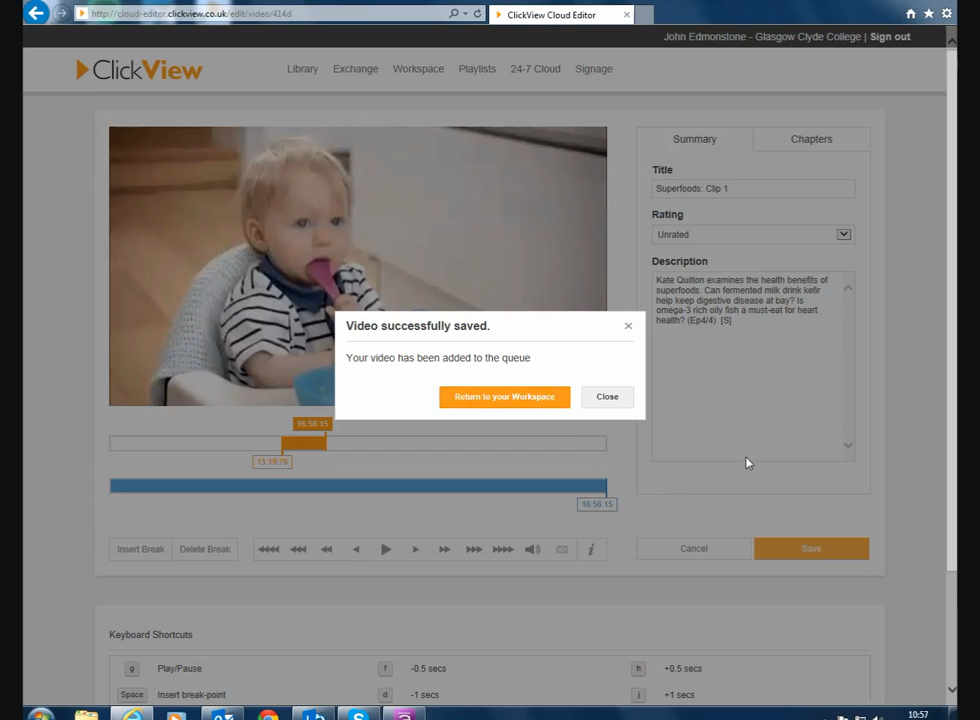 http://cloud-editor.clickview.co.uk/edit/video/414d
ClickView Cloud Editor
John Edmonstone - Glasgow Clyde College | Sign out
ClickView
Library Exchange Workspace Playlists 24-7 Cloud Signage
Summary Chapters
Title
Superfoods: Clip 1
Rating
Unrated
Description
Kate Quilton examines the health benefits of
superfoods. Can fermented milk drink kefir
help keep digestive disease at bay? Is
omega-3 rich oily fish a must-eat for heart
health? (Ep4/4) [S]
Video successfully saved.
Your video has been added to the queue
Return to your Workspace Close
16:56:15
13:19:76
16:56:15
Insert Break Delete Break
Cancel Save
Keyboard Shortcuts
g Play/Pause f -0.5 secs h +0.5 secs
Space Insert break-point d -1 secs j +1 secs
10:57